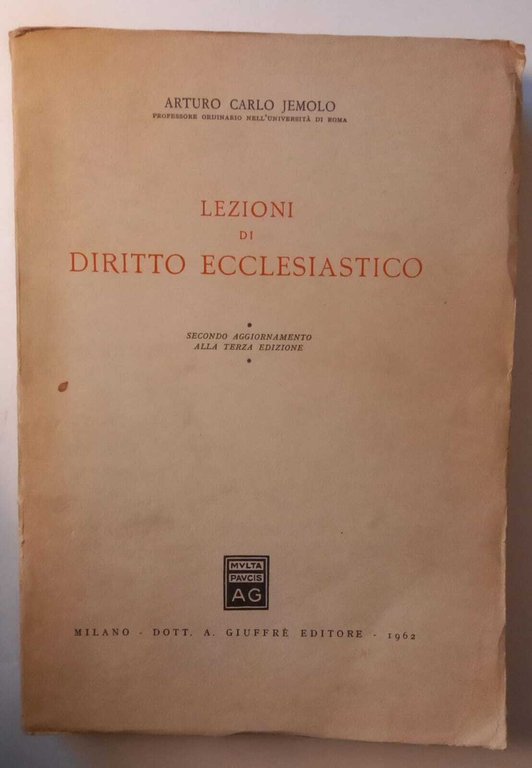 ARTURO CARLO JEMOLO
PROFESSORE ORDINARIO NELL'UNIVERSITÀ DI ROMA
LEZIONI
DI
DIRITTO ECCLESIASTICO
SECONDO AGGIORNAMENTO
ALLA TERZA EDIZIONE
MVLTA
PAVCIS
AG
MILANO - DOTT. A. GIUFFRÈ EDITORE - 1962